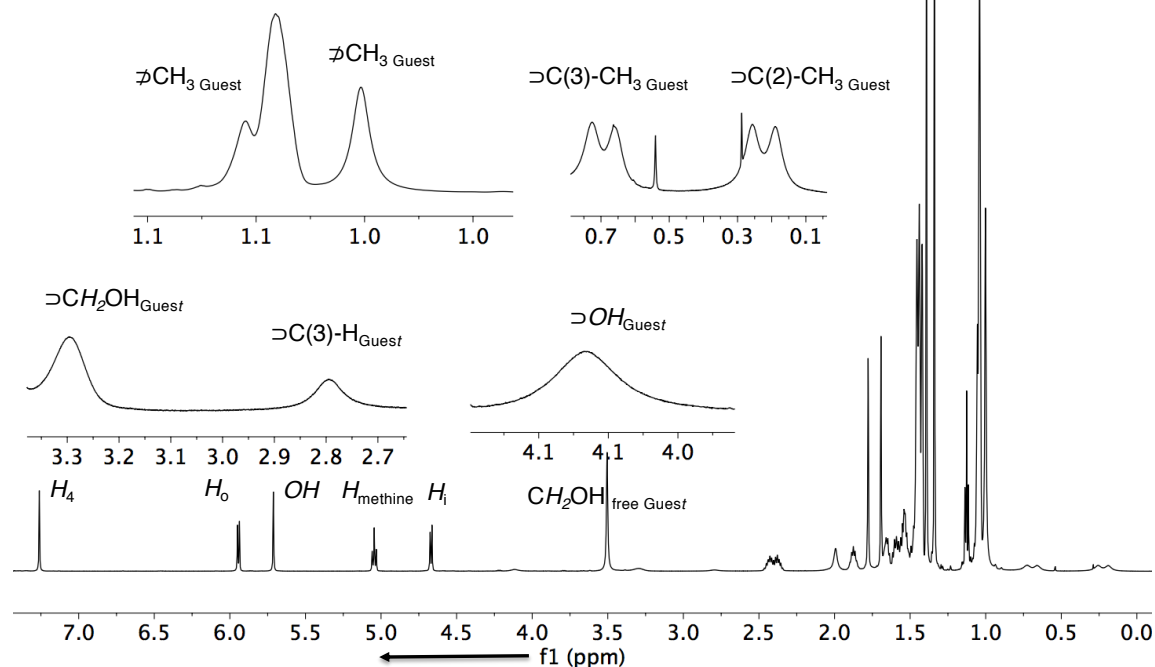 ⊅CH3 Guest
⊅CH3 Guest
⊃C(3)-CH3 Guest
⊃C(2)-CH3 Guest
1.1 1.1 1.0 1.0
0.7 0.5 0.3 0.1
⊃CH2OHGuest
⊃C(3)-HGuest
⊃OHGuest
3.3 3.2 3.1 3.0 2.9 2.8 2.7
4.1 4.1 4.0
H4 Ho OH Hmethine Hi CH2OH free Guest
7.0 6.5 6.0 5.5 5.0 4.5 4.0 3.5 3.0 2.5 2.0 1.5 1.0 0.5 0.0
f1 (ppm)